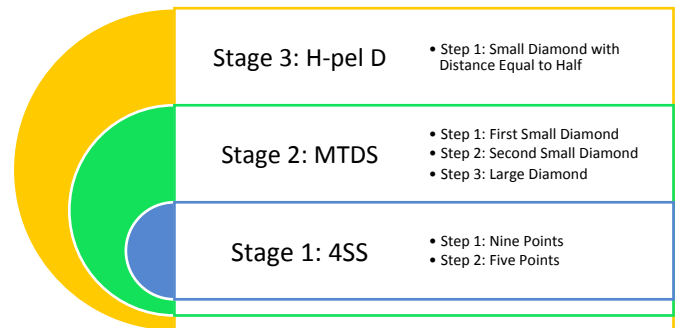 Stage 3: H-pel D
• Step 1: Small Diamond with
Distance Equal to Half
Stage 2: MTDS
• Step 1: First Small Diamond
• Step 2: Second Small Diamond
• Step 3: Large Diamond
Stage 1: 4SS
• Step 1: Nine Points
• Step 2: Five Points